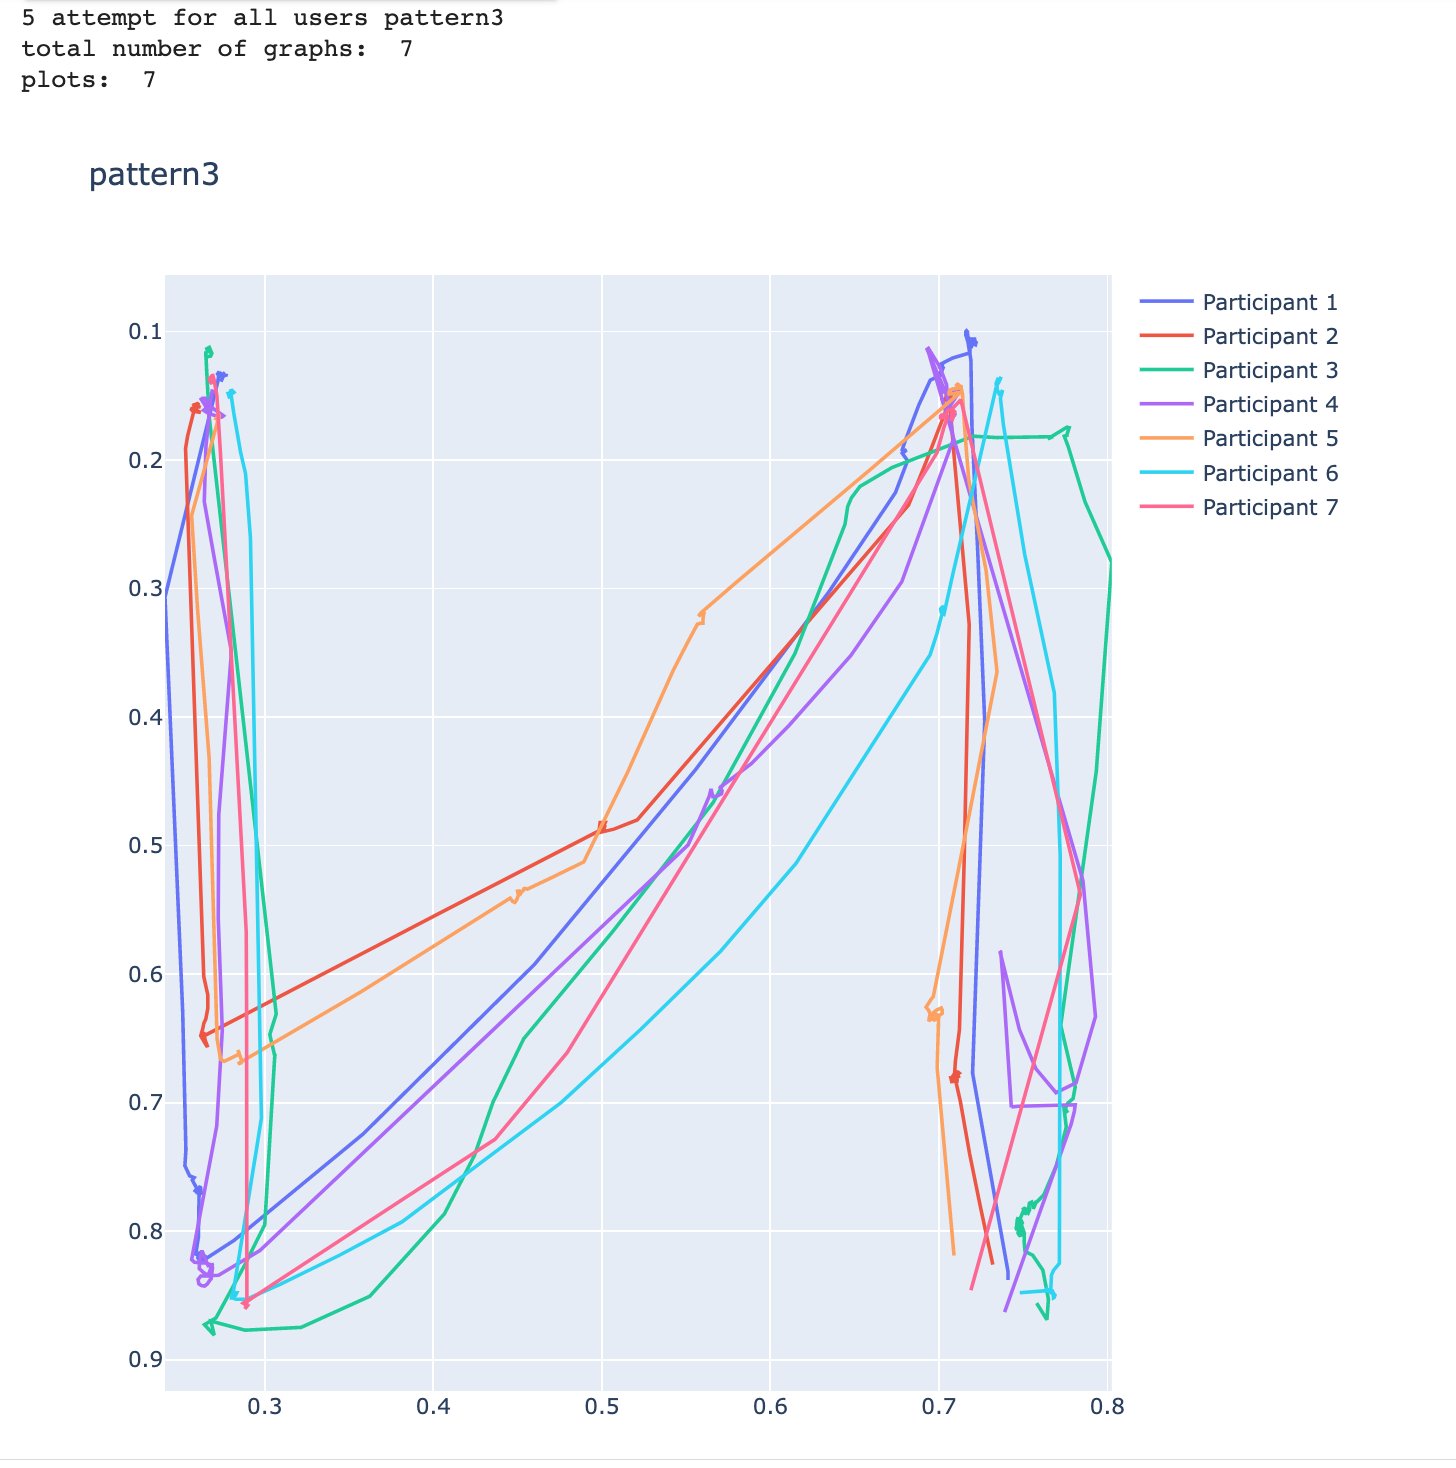 5 attempt for all users pattern3
total number of graphs:  7
plots:  7
pattern3
Participant 1
Participant 2
Participant 3
Participant 4
Participant 5
Participant 6
Participant 7
0.1
0.2
0.3
0.4
0.5
0.6
0.7
0.8
0.9
0.3 0.4 0.5 0.6 0.7 0.8